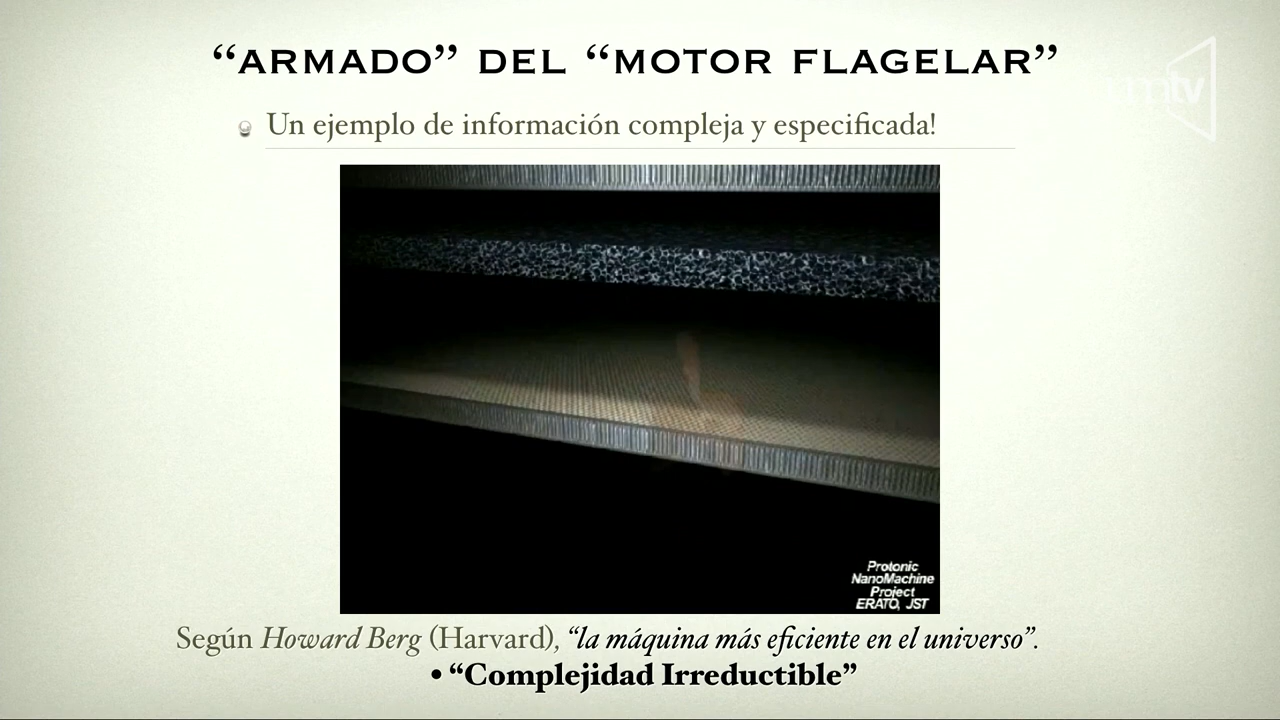 “ARMADO” DEL “MOTOR FLAGELAR”
Un ejemplo de información compleja y especificada!
Protonic
NanoMachine
Project
ERATO, JST
Según Howard Berg (Harvard), “la máquina más eficiente en el universo”.
• “Complejidad Irreductible”